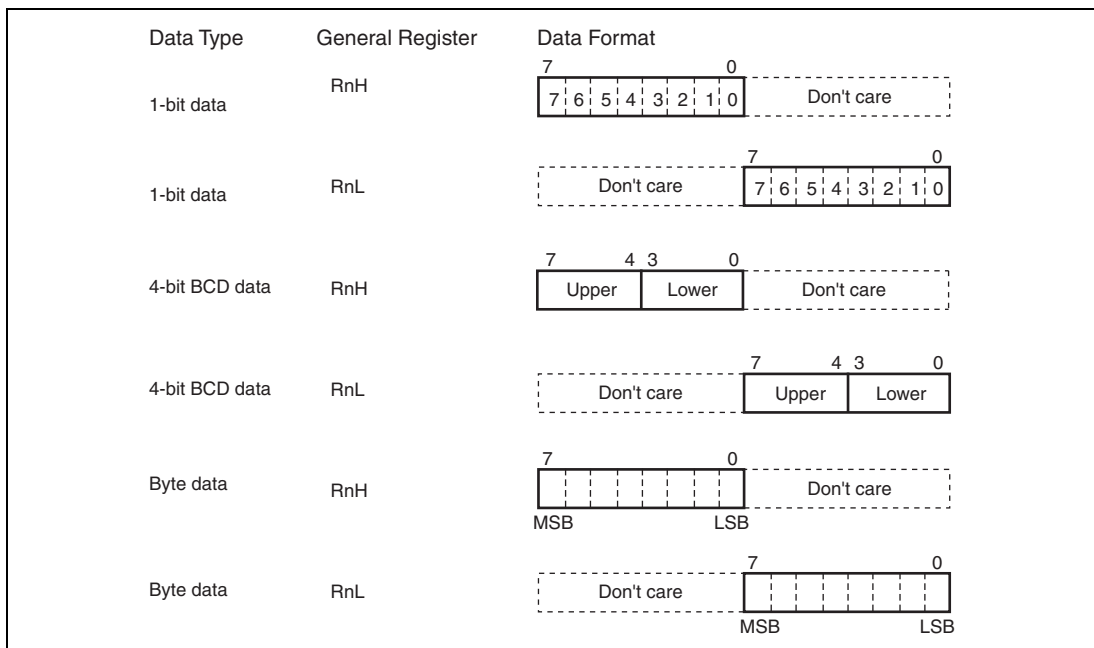 Data Type General Register Data Format
7 0
1-bit data RnH 7 6 5 4 3 2 1 0 Don't care
7 0
1-bit data RnL Don't care 7 6 5 4 3 2 1 0
7 4 3 0
4-bit BCD data RnH Upper Lower Don't care
7 4 3 0
4-bit BCD data RnL Don't care Upper Lower
7 0
Byte data RnH Don't care
MSB LSB
7 0
Byte data RnL Don't care
MSB LSB